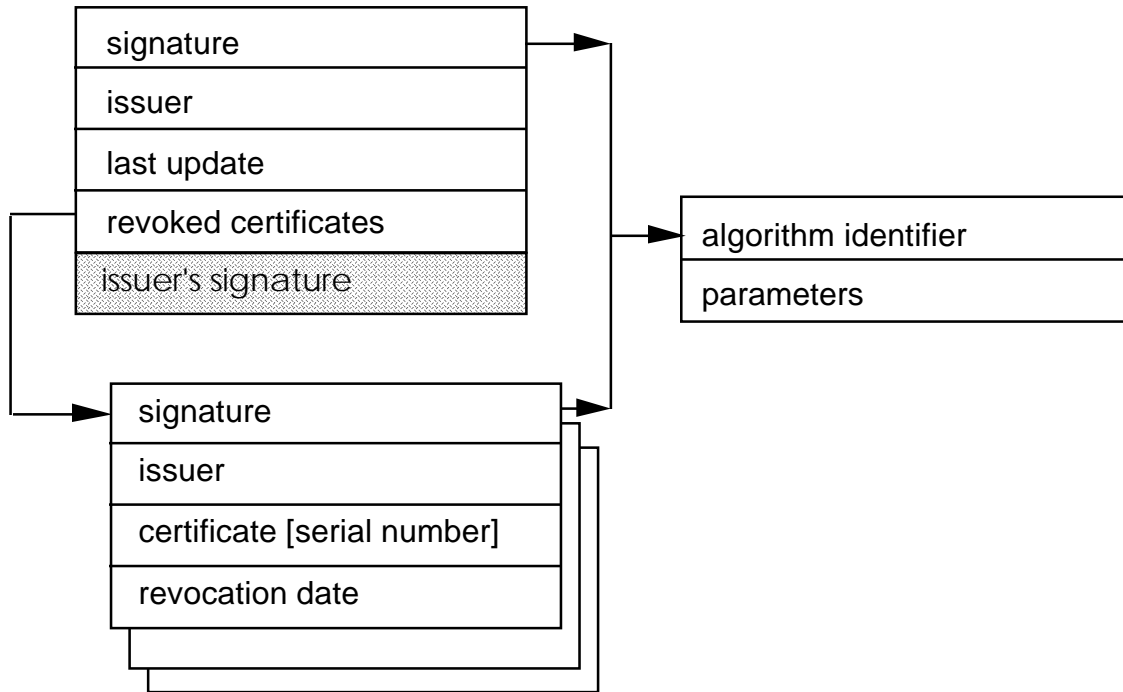 signature
issuer
last update
revoked certificates
issuer's signature
algorithm identifier
parameters
signature
issuer
certificate [serial number]
revocation date